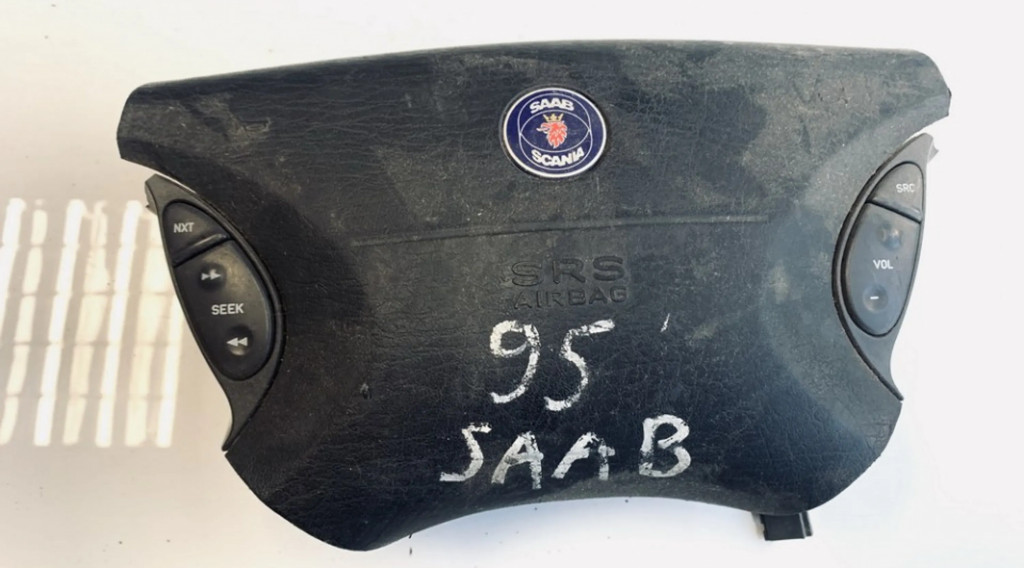 SAAB
SCANIA
NXT
SEEK
SRC
VOL
-
SRS
AIRBAG
95
SAAB